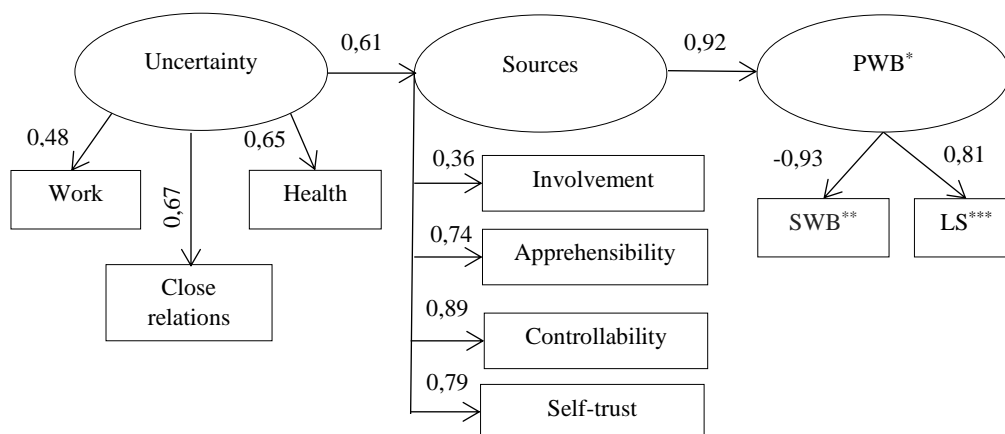 0,61
0,92
Uncertainty
Sources
PWB*
0,48
0,67
0,65
Work
Health
Close
relations
0,36
Involvement
0,74
Apprehensibility
0,89
Controllability
0,79
Self-trust
-0,93
0,81
SWB**
LS***